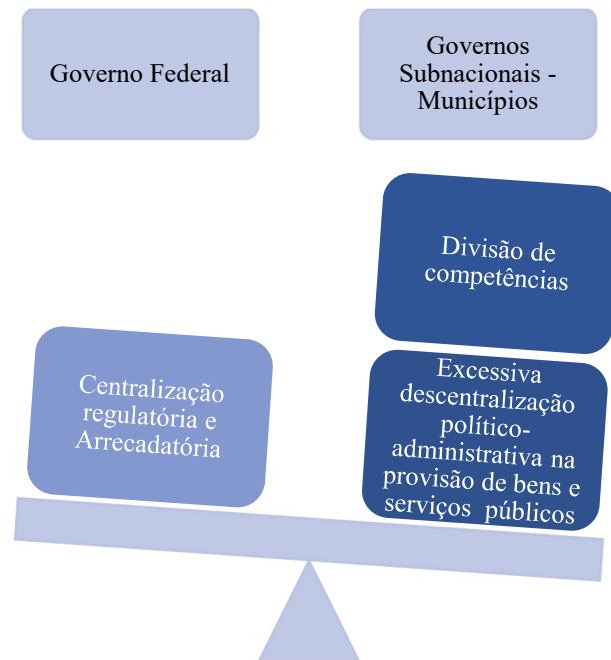 Governo Federal
Governos
Subnacionais -
Municípios
Divisão de
competências
Centralização
regulatória e
Arrecadatória
Excessiva
descentralização
político-
administrativa na
provisão de bens e
serviços públicos